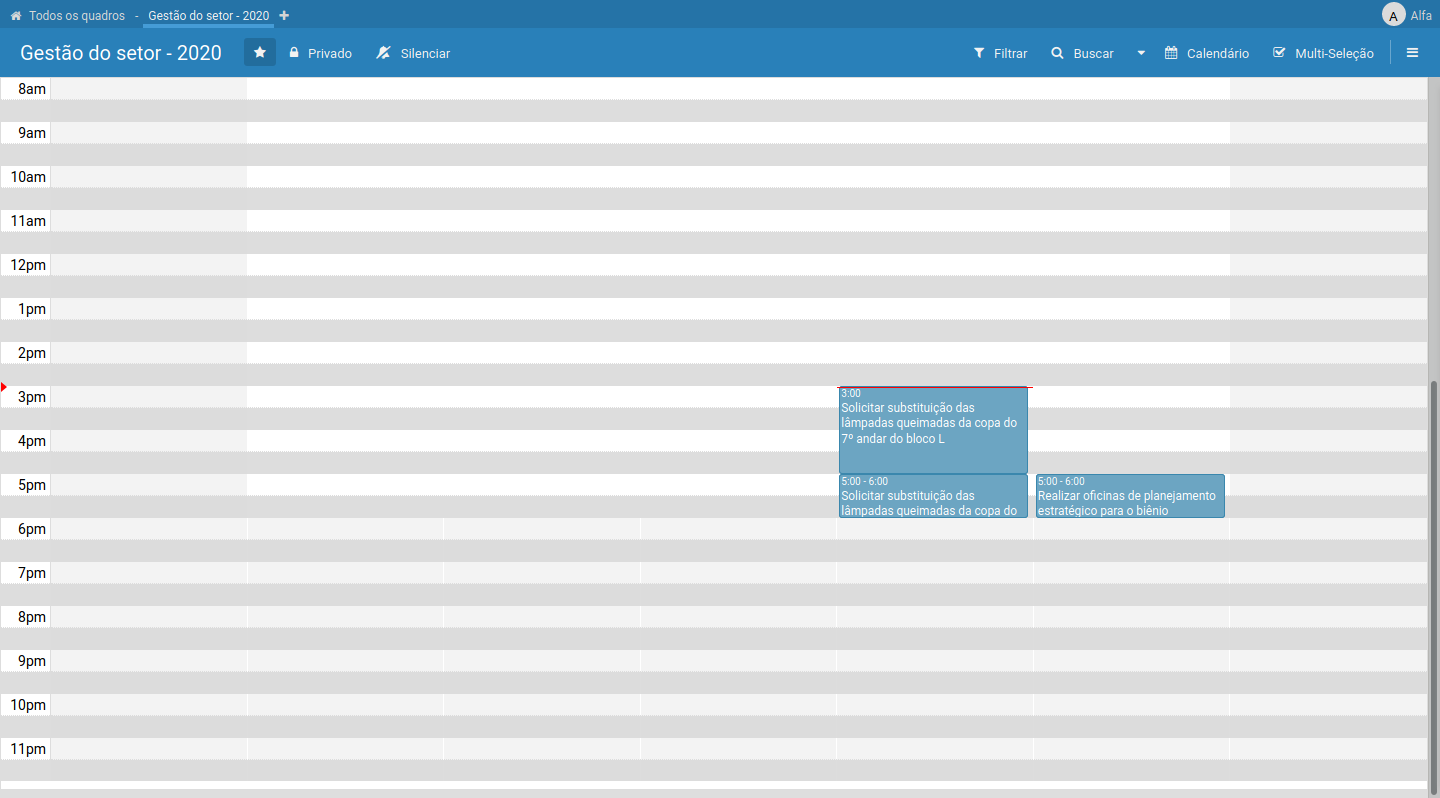 Todos os quadros - Gestão do setor - 2020
A Alfa
Gestão do setor - 2020 Privado Silenciar Filtrar Buscar Calendário Multi-Seleção
8am
9am
10am
11am
12pm
1pm
2pm
3pm
3:00
Solicitar substituição das
lâmpadas queimadas da copa do
7º andar do bloco L
4pm
5pm
5:00 - 6:00
Solicitar substituição das
lâmpadas queimadas da copa do
5:00 - 6:00
Realizar oficinas de planejamento
estratégico para o biênio
6pm
7pm
8pm
9pm
10pm
11pm